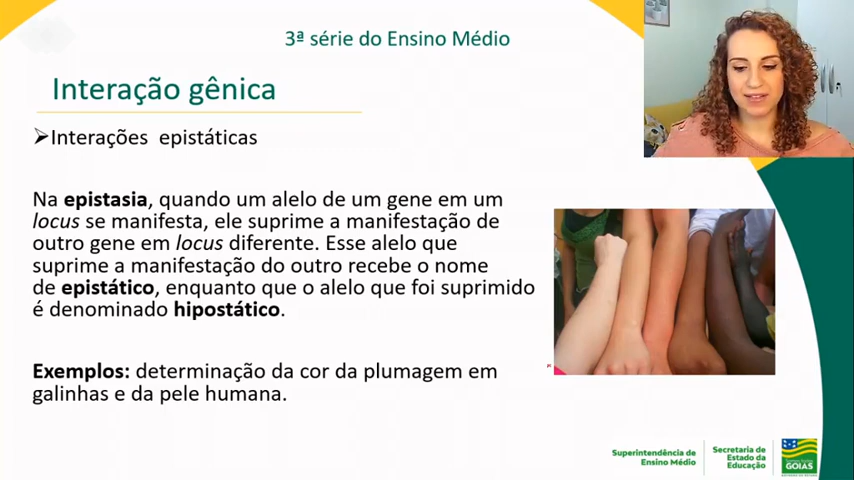 3ª série do Ensino Médio
Interação gênica
➢Interações epistáticas
Na epistasia, quando um alelo de um gene em um
locus se manifesta, ele suprime a manifestação de
outro gene em locus diferente. Esse alelo que
suprime a manifestação do outro recebe o nome
de epistático, enquanto que o alelo que foi suprimido
é denominado hipostático.
Exemplos: determinação da cor da plumagem em
galinhas e da pele humana.
Superintendência de
Ensino Médio
Secretaria de
Estado da
Educação
GOIÁS